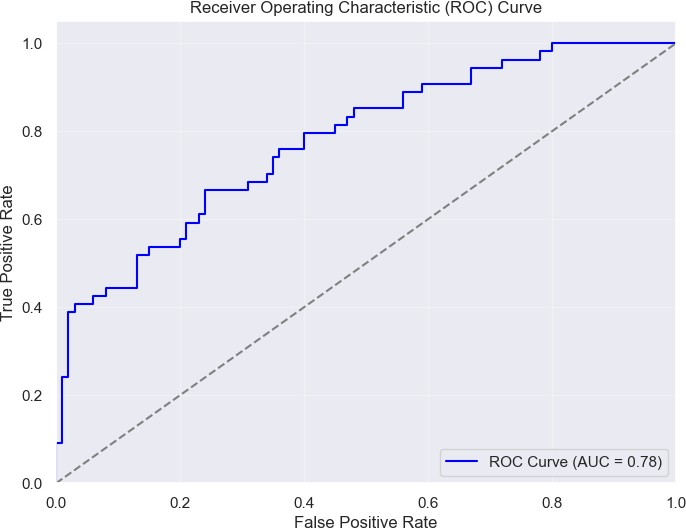 Receiver Operating Characteristic (ROC) Curve
True Positive Rate
1.0
0.8
0.6
0.4
0.2
0.0
ROC Curve (AUC = 0.78)
0.0 0.2 0.4 0.6 0.8 1.0
False Positive Rate